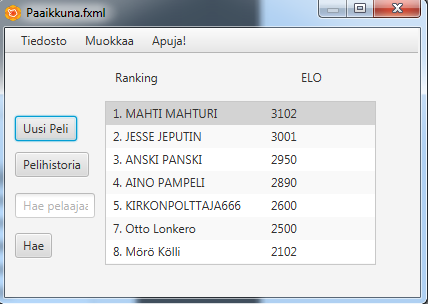 Paaikkuna.fxml
Tiedosto Muokkaa Apuja!
Ranking ELO
1. MAHTI MAHTURI 3102
Uusi Peli
2. JESSE JEPUTIN 3001
3. ANSKI PANSKI 2950
Pelihistoria
4. AINO PAMPELI 2890
Hae pelaajaa
5. KIRKONPOLTTAJA666 2600
7. Otto Lonkero 2500
Hae
8. Mörö Kölli 2102